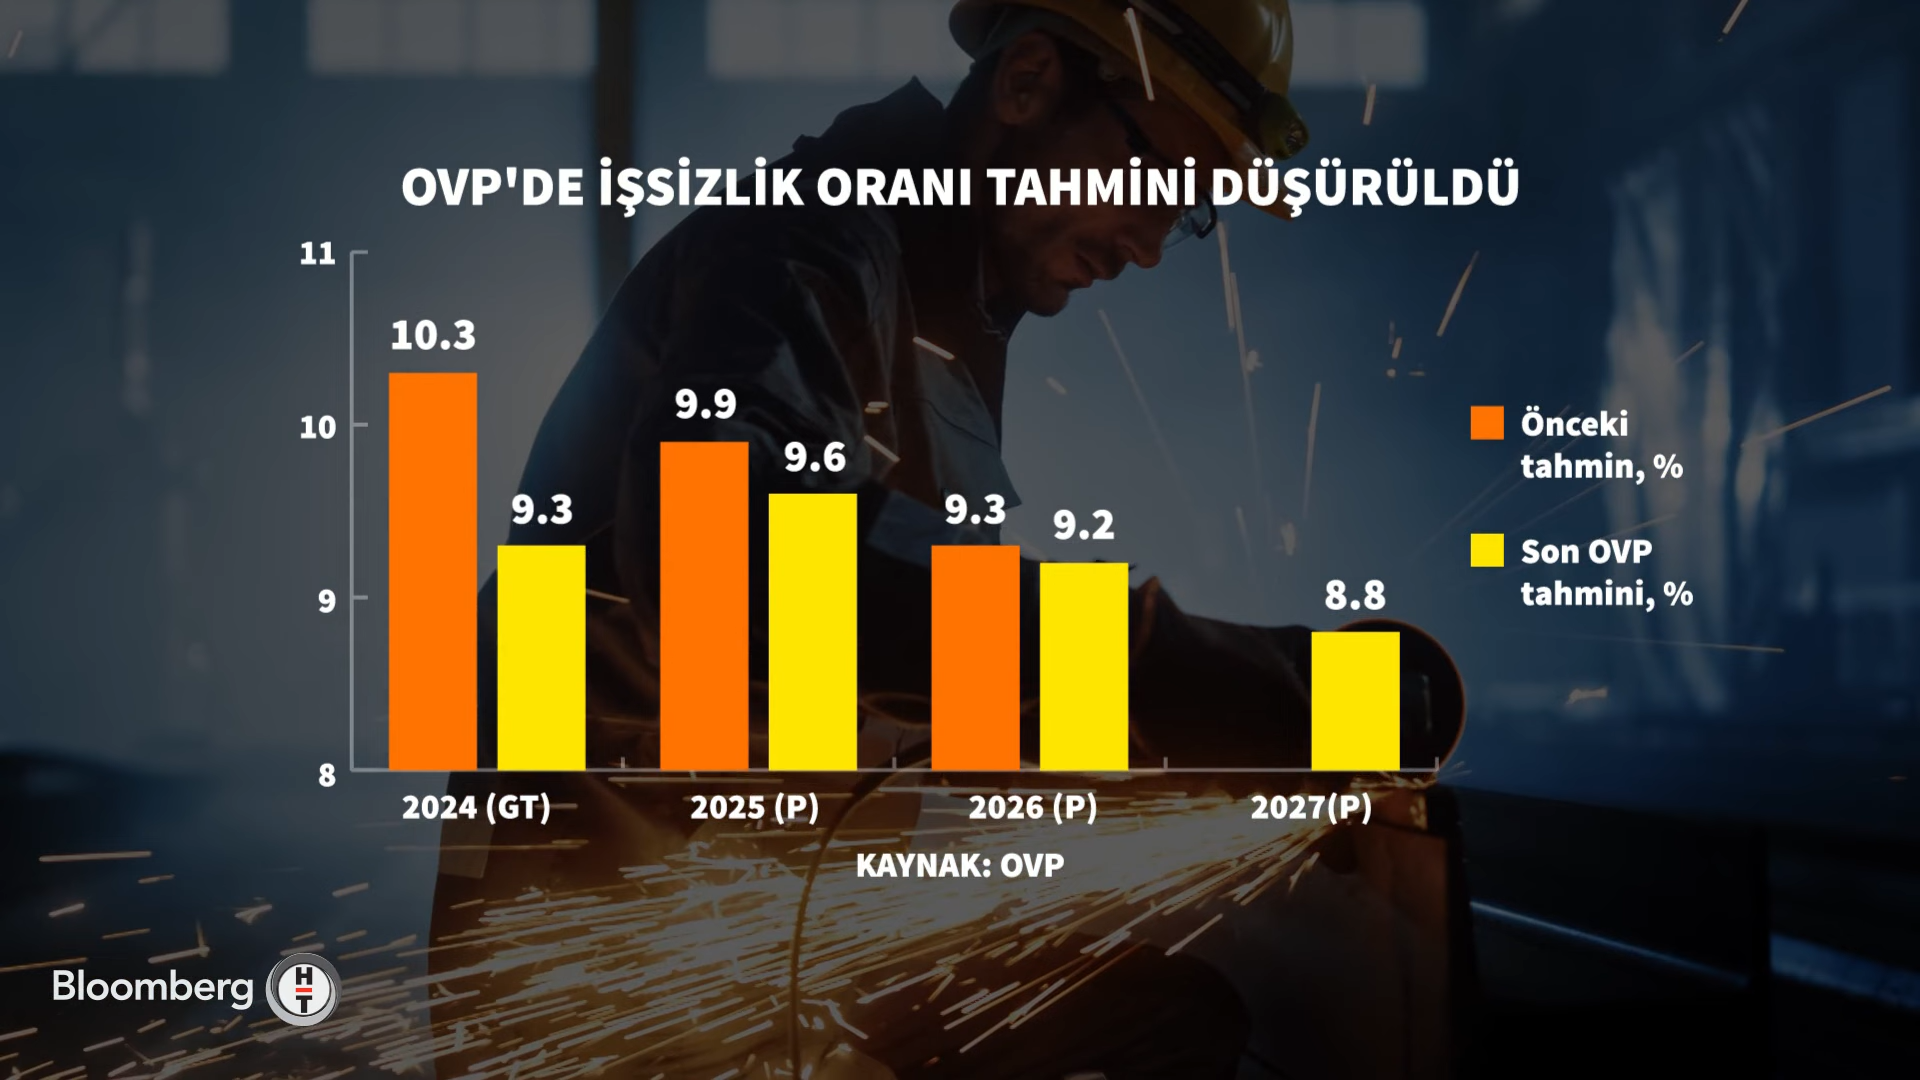 OVP'DE İŞSİZLİK ORANI TAHMİNİ DÜŞÜRÜLDÜ
11
10
9
8
10.3
9.3
9.9
9.6
9.3
9.2
8.8
2024 (GT)
2025 (P)
2026 (P)
2027(P)
Önceki
tahmin, %
Son OVP
tahmini, %
KAYNAK: OVP
Bloomberg HT